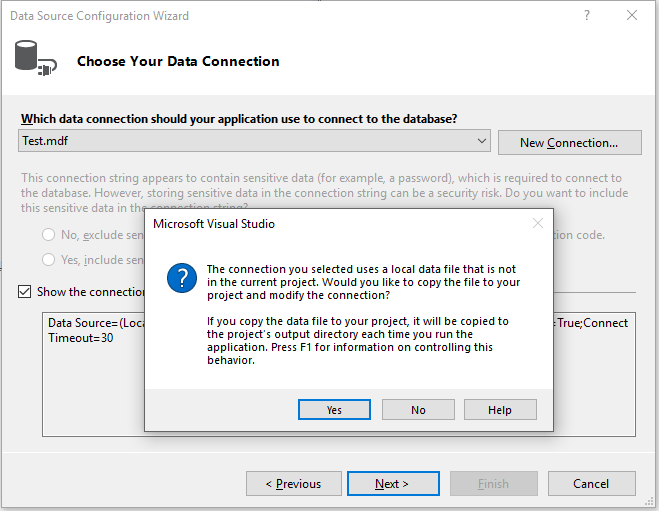 Data Source Configuration Wizard
?
Choose Your Data Connection
Which data connection should your application use to connect to the database?
Test.mdf
New Connection...
This connection string appears to contain sensitive data (for example, a password), which is required to connect to
the database. However, storing sensitive data in the connection string can be a security risk. Do you want to include
this sensitive data in the connection string?
No, exclude sen
tion code.
Yes, include sen
Show the connection
Data Source=(Loca
=True;Connect
Timeout=30
Microsoft Visual Studio
?
The connection you selected uses a local data file that is not
in the current project. Would you like to copy the file to your
project and modify the connection?
If you copy the data file to your project, it will be copied to
the project's output directory each time you run the
application. Press F1 for information on controlling this
behavior.
Yes
No
Help
< Previous
Next >
Finish
Cancel